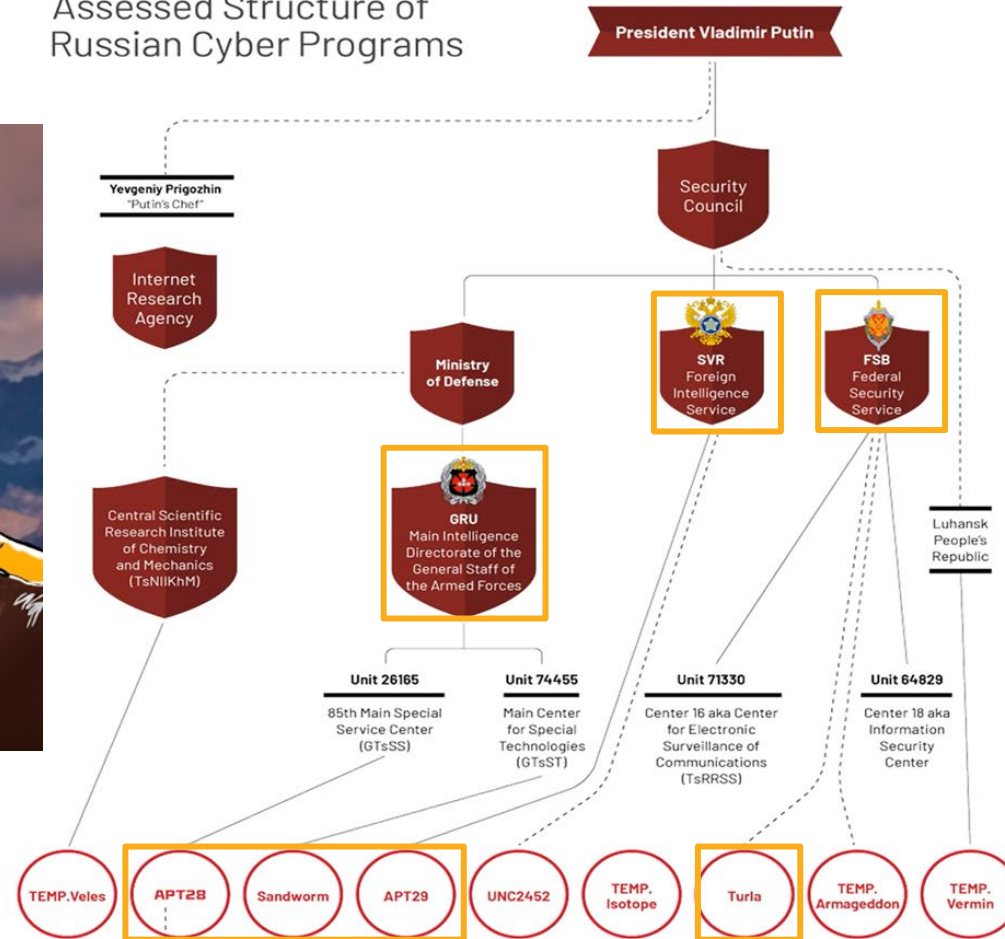 Assessed Structure of
Russian Cyber Programs
President Vladimir Putin
Yevgeniy Prigozhin
"Putin's Chef"
Security
Council
Internet
Research
Agency
Ministry
of Defense
SVR
Foreign
Intelligence
Service
FSB
Federal
Security
Service
Central Scientific
Research Institute
of Chemistry
and Mechanics
(TsNIIKhM)
GRU
Main Intelligence
Directorate of the
General Staff of
the Armed Forces
Luhansk
People's
Republic
Unit 26165
85th Main Special
Service Center
(GTsSS)
Unit 74455
Main Center
for Special
Technologies
(GTsST)
Unit 71330
Center 16 aka Center
for Electronic
Surveillance of
Communications
(TsRRSS)
Unit 64829
Center 18 aka
Information
Security
Center
TEMP.Veles
APT28
Sandworm
APT29
UNC2452
TEMP.
Isotope
Turla
TEMP.
Armageddon
TEMP.
Vermin